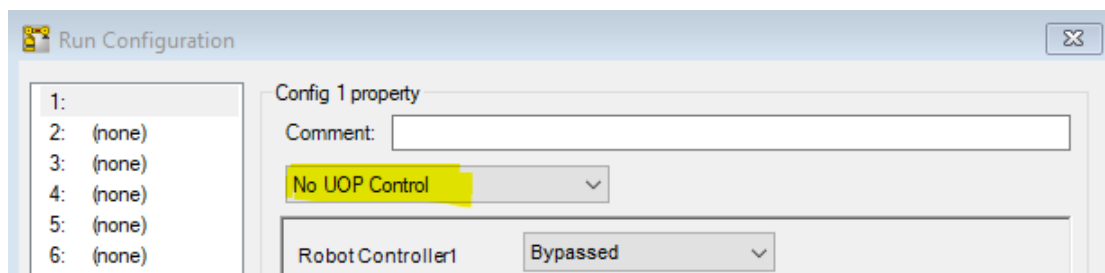 Run Configuration
1:
2: (none)
3: (none)
4: (none)
5: (none)
6: (none)
Config 1 property
Comment:
No UOP Control
Robot Controller1
Bypassed